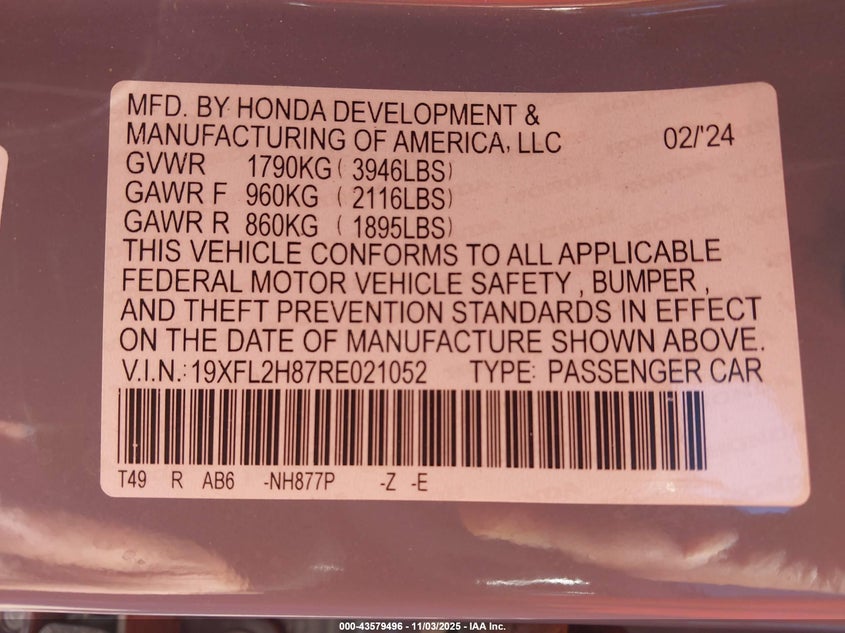 MFD. BY HONDA DEVELOPMENT &
MANUFACTURING OF AMERICA, LLC 02/'24
GVWR 1790KG ( 3946LBS)
GAWR F 960KG ( 2116LBS)
GAWR R 860KG ( 1895LBS)
THIS VEHICLE CONFORMS TO ALL APPLICABLE
FEDERAL MOTOR VEHICLE SAFETY , BUMPER ,
AND THEFT PREVENTION STANDARDS IN EFFECT
ON THE DATE OF MANUFACTURE SHOWN ABOVE.
V.I.N.: 19XFL2H87RE021052 TYPE: PASSENGER CAR
T49 R AB6 -NH877P -Z -E
000-43579496 - 11/03/2025 - IAA Inc.